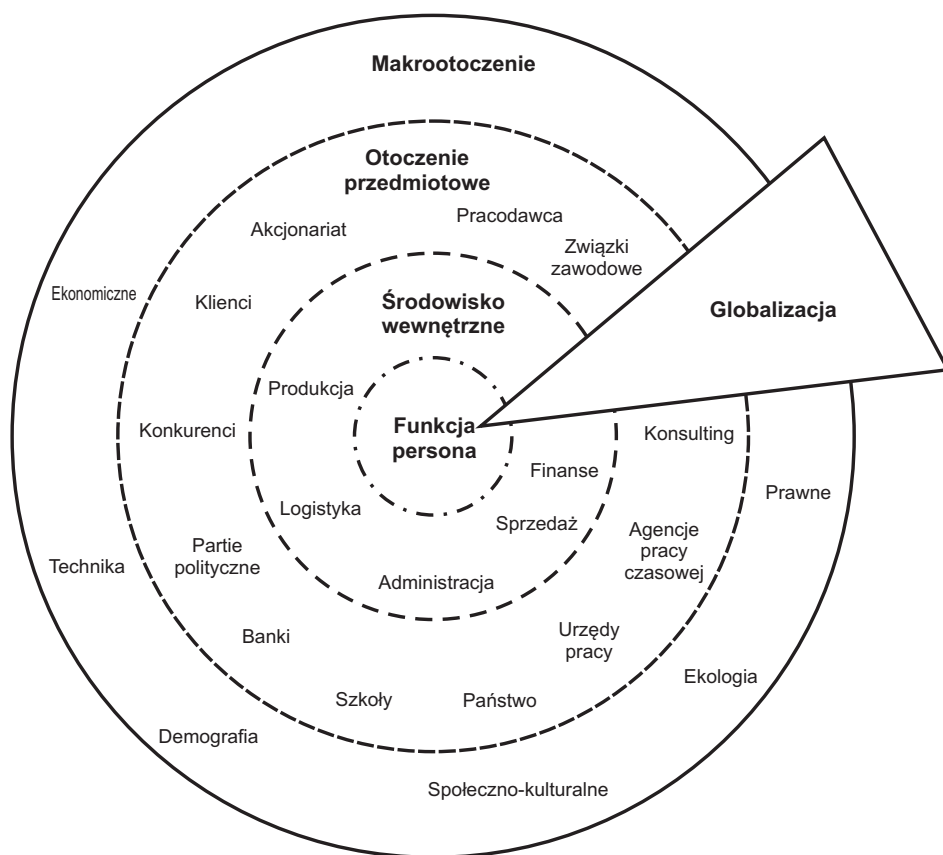 Makrootoczenie
Otoczenie
przedmiotowe
Akcjonariat
Pracodawca
Związki
zawodowe
Ekonomiczne
Klienci
Środowisko
wewnętrzne
Globalizacja
Produkcja
Konkurenci
Funkcja
persona
Konsulting
Finanse
Prawne
Logistyka
Sprzedaż
Agencje
pracy
czasowej
Technika
Partie
polityczne
Administracja
Banki
Urzędy
pracy
Ekologia
Szkoły
Państwo
Demografia
Społeczno-kulturalne